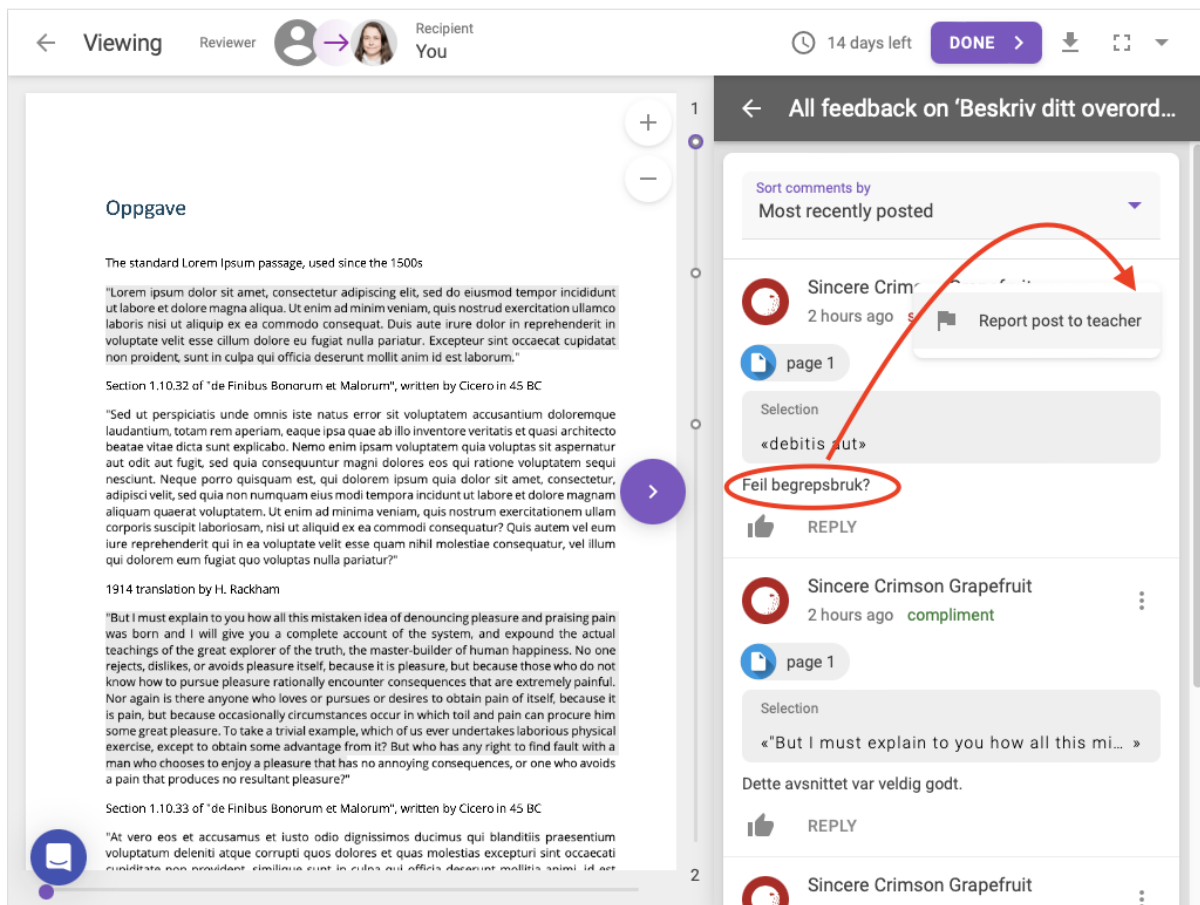 Viewing
Reviewer
Recipient
You
14 days left
DONE
1
Oppgave
The standard Lorem Ipsum passage, used since the 1500s
"Lorem ipsum dolor sit amet, consectetur adipiscing elit, sed do eiusmod tempor incididunt
ut labore et dolore magna aliqua. Ut enim ad minim veniam, quis nostrud exercitation ullamco
laboris nisi ut aliquip ex ea commodo consequat. Duis aute irure dolor in reprehenderit in
voluptate velit esse cillum dolore eu fugiat nulla pariatur. Excepteur sint occaecat cupidatat
non proident, sunt in culpa qui officia deserunt mollit anim id est laborum."
Section 1.10.32 of "de Finibus Bonorum et Malorum", written by Cicero in 45 BC
"Sed ut perspiciatis unde omnis iste natus error sit voluptatem accusantium doloremque
laudantium, totam rem aperiam, eaque ipsa quae ab illo inventore veritatis et quasi architecto
beatae vitae dicta sunt explicabo. Nemo enim ipsam voluptatem quia voluptas sit aspernatur
aut odit aut fugit, sed quia consequuntur magni dolores eos qui ratione voluptatem sequi
nesciunt. Neque porro quisquam est, qui dolorem ipsum quia dolor sit amet, consectetur,
adipisci velit, sed quia non numquam eius modi tempora incidunt ut labore et dolore magnam
aliquam quaerat voluptatem. Ut enim ad minima veniam, quis nostrum exercitationem ullam
corporis suscipit laboriosam, nisi ut aliquid ex ea commodi consequatur? Quis autem vel eum
iure reprehenderit qui in ea voluptate velit esse quam nihil molestiae consequatur, vel illum
qui dolorem eum fugiat quo voluptas nulla pariatur?"
1914 translation by H. Rackham
"But I must explain to you how all this mistaken idea of denouncing pleasure and praising pain
was born and I will give you a complete account of the system, and expound the actual
teachings of the great explorer of the truth, the master-builder of human happiness. No one
rejects, dislikes, or avoids pleasure itself, because it is pleasure, but because those who do not
know how to pursue pleasure rationally encounter consequences that are extremely painful.
Nor again is there anyone who loves or pursues or desires to obtain pain of itself, because it
is pain, but because occasionally circumstances occur in which toil and pain can procure him
some great pleasure. To take a trivial example, which of us ever undertakes laborious physical
exercise, except to obtain some advantage from it? But who has any right to find fault with a
man who chooses to enjoy a pleasure that has no annoying consequences, or one who avoids
a pain that produces no resultant pleasure?"
Section 1.10.33 of "de Finibus Bonorum et Malorum", written by Cicero in 45 BC
"At vero eos et accusamus et iusto odio dignissimos ducimus qui blanditiis praesentium
voluptatum deleniti atque corrupti quos dolores et quas molestias excepturi sint occaecati
cupiditate non provident, similique sunt in culpa qui officia deserunt mollitia animi, id est
2
All feedback on ‘Beskriv ditt overord...
Sort comments by
Most recently posted
Sincere Crimson
2 hours ago
Report post to teacher
page 1
Selection
«debitis aut»
Feil begrepsbruk?
REPLY
Sincere Crimson Grapefruit
2 hours ago compliment
page 1
Selection
«"But I must explain to you how all this mi... »
Dette avsnittet var veldig godt.
REPLY
Sincere Crimson Grapefruit